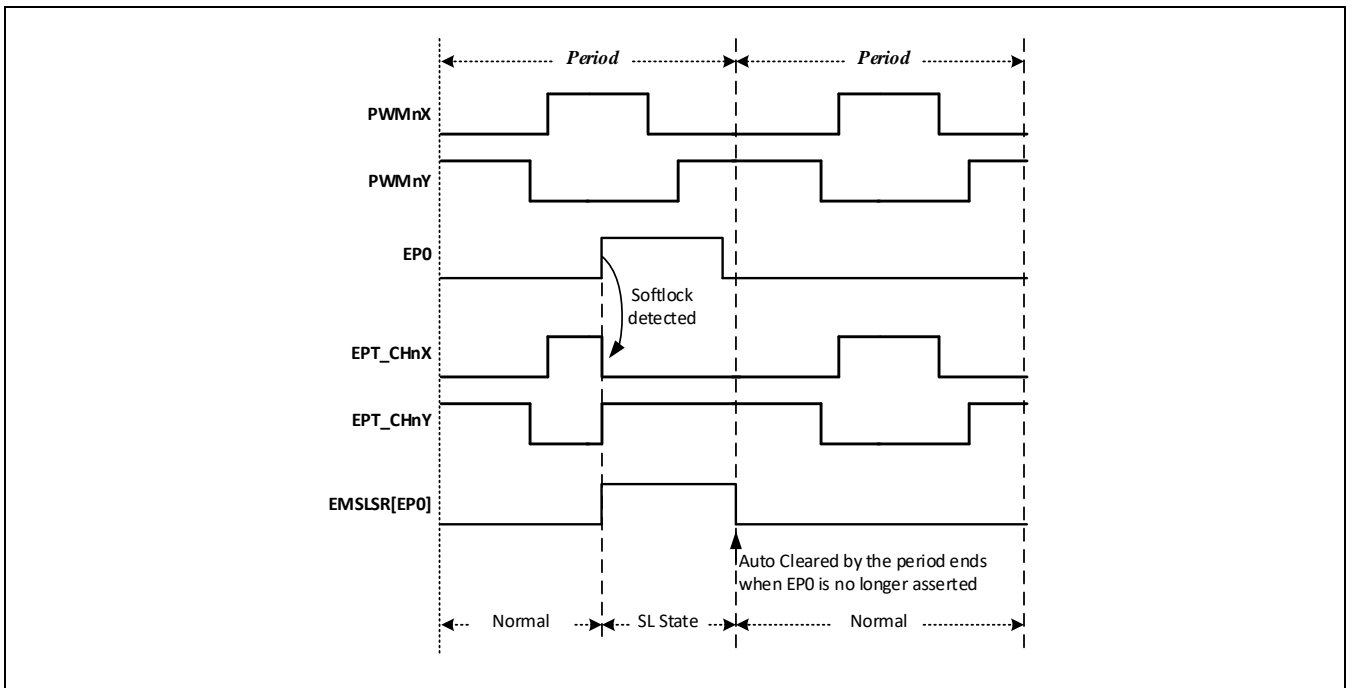 Period
Period
PWMnX
PWMnY
EP0
Softlock
detected
EPT_CHnX
EPT_CHnY
EMSLSR[EP0]
Auto Cleared by the period ends
when EP0 is no longer asserted
Normal
SL State
Normal